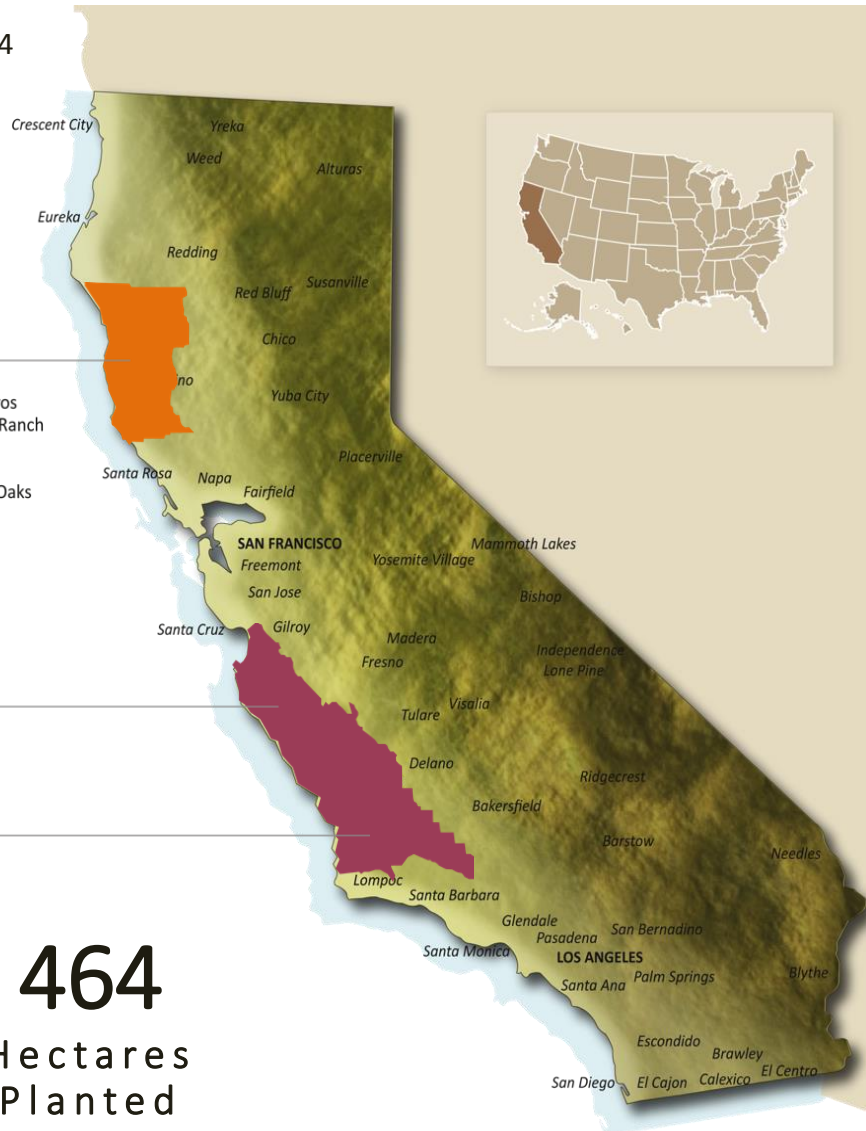 4
Crescent City
Yreka
Weed
Alturas
Eureka
Redding
Susanville
Red Bluff
Chico
no
Yuba City
os
Ranch
Placerville
Santa Rosa
Napa
Fairfield
Oaks
SAN FRANCISCO
Mammoth Lakes
Yosemite Village
Freemont
San Jose
Bishop
Santa Cruz
Gilroy
Madera
Independence
Fresno
Lone Pine
Visalia
Tulare
Delano
Ridgecrest
Bakersfield
Barstow
Needles
Lompoc
Santa Barbara
Glendale
San Bernadino
Pasadena
Santa Monica
LOS ANGELES
Palm Springs
Blythe
Santa Ana
464
Hectares
Planted
Escondido
Brawley
El Centro
San Diego
El Cajon
Calexico